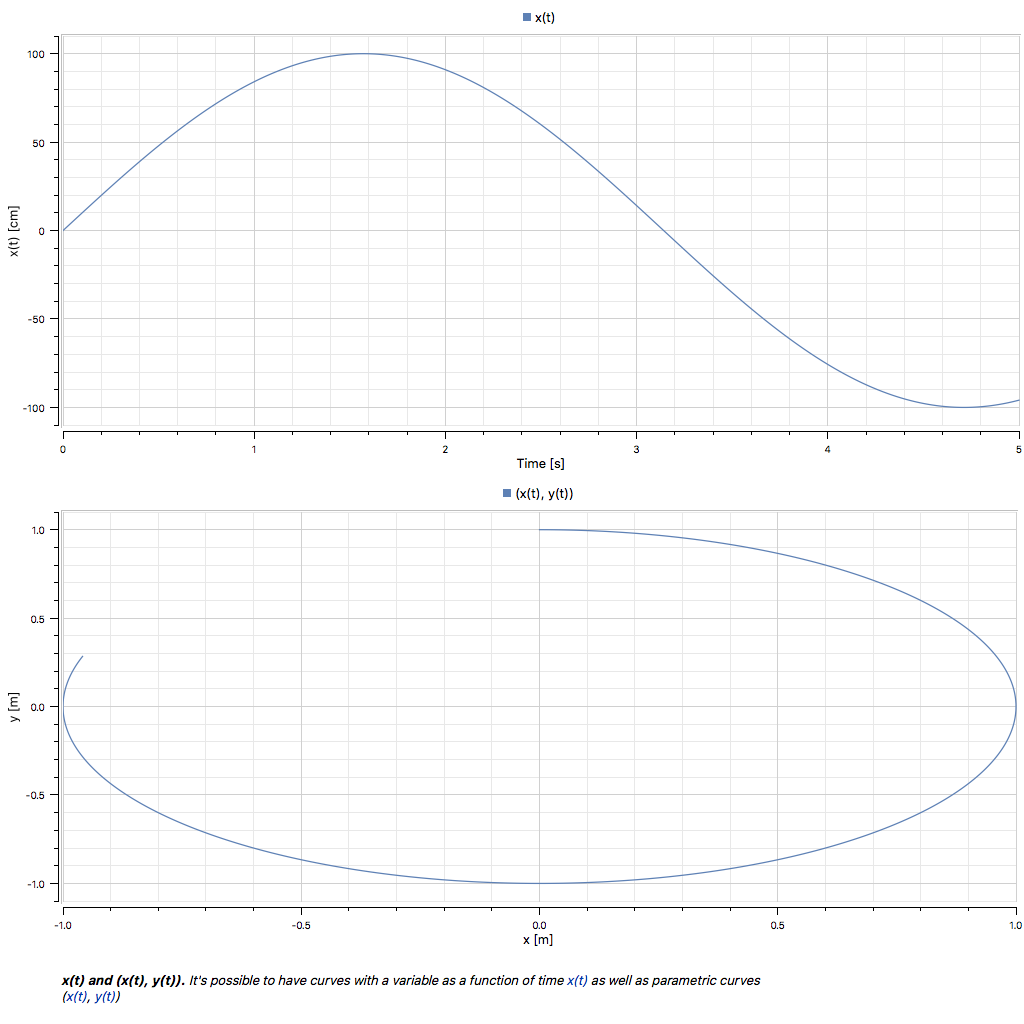 x(t)
100
50
0
-50
-100
x(t) [cm]
0 1 2 3 4 5
Time [s]
(x(t), y(t))
1.0
0.5
0.0
-0.5
-1.0
y [m]
-1.0 -0.5 0.0 0.5 1.0
x [m]
x(t) and (x(t), y(t)). It's possible to have curves with a variable as a function of time x(t) as well as parametric curves
(x(t), y(t))